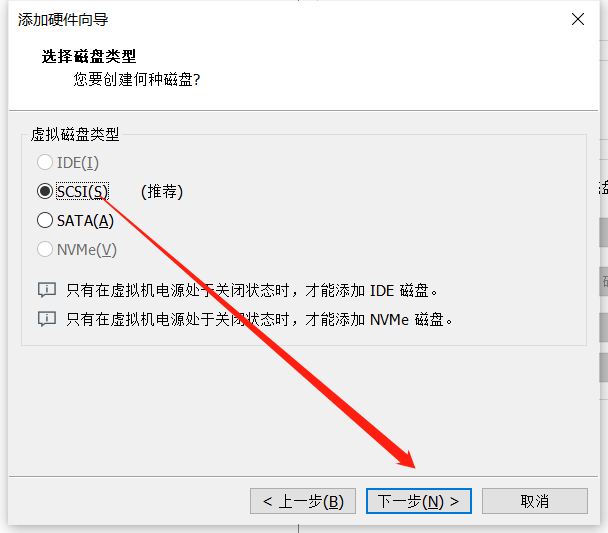 添加硬件向导
选择磁盘类型
您要创建何种磁盘?
虚拟磁盘类型
IDE(I)
SCSI(S) (推荐)
SATA(A)
NVMe(V)
只有在虚拟机电源处于关闭状态时，才能添加 IDE 磁盘。
只有在虚拟机电源处于关闭状态时，才能添加 NVMe 磁盘。
< 上一步(B) 下一步(N) > 取消